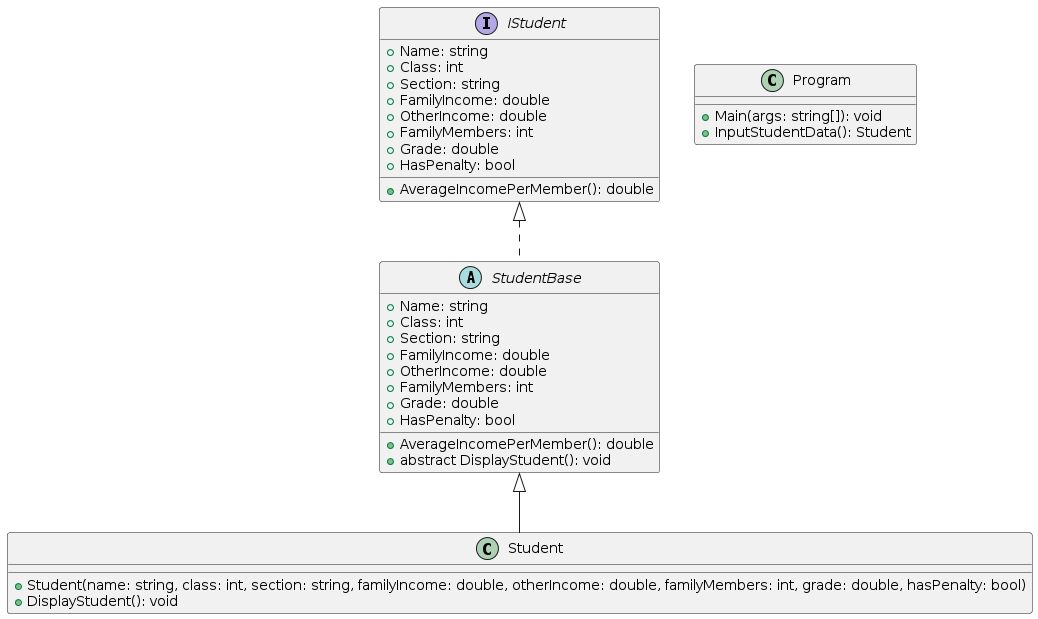 I IStudent
Name: string
Class: int
Section: string
FamilyIncome: double
OtherIncome: double
FamilyMembers: int
Grade: double
HasPenalty: bool
AverageIncomePerMember(): double
C Program
Main(args: string[]): void
InputStudentData(): Student
A StudentBase
Name: string
Class: int
Section: string
FamilyIncome: double
OtherIncome: double
FamilyMembers: int
Grade: double
HasPenalty: bool
AverageIncomePerMember(): double
abstract DisplayStudent(): void
C Student
Student(name: string, class: int, section: string, familyIncome: double, otherIncome: double, familyMembers: int, grade: double, hasPenalty: bool)
DisplayStudent(): void